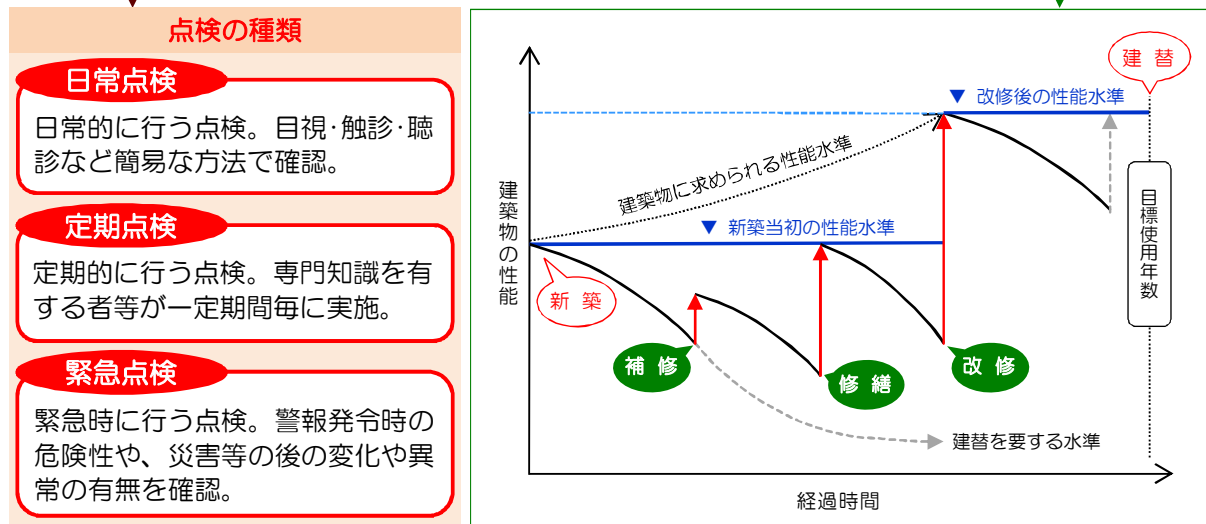 点検の種類
日常点検
日常的に行う点検。目視･触診･聴
診など簡易な方法で確認。
定期点検
定期的に行う点検。専門知識を有
する者等が一定期間毎に実施。
緊急点検
緊急時に行う点検。警報発令時の
危険性や、災害等の後の変化や異
常の有無を確認。
建替
▼ 改修後の性能水準
建築物に求められる性能水準
▼ 新築当初の性能水準
建築物の性能
新築
目標使用年数
補修
修繕
改修
建替を要する水準
経過時間